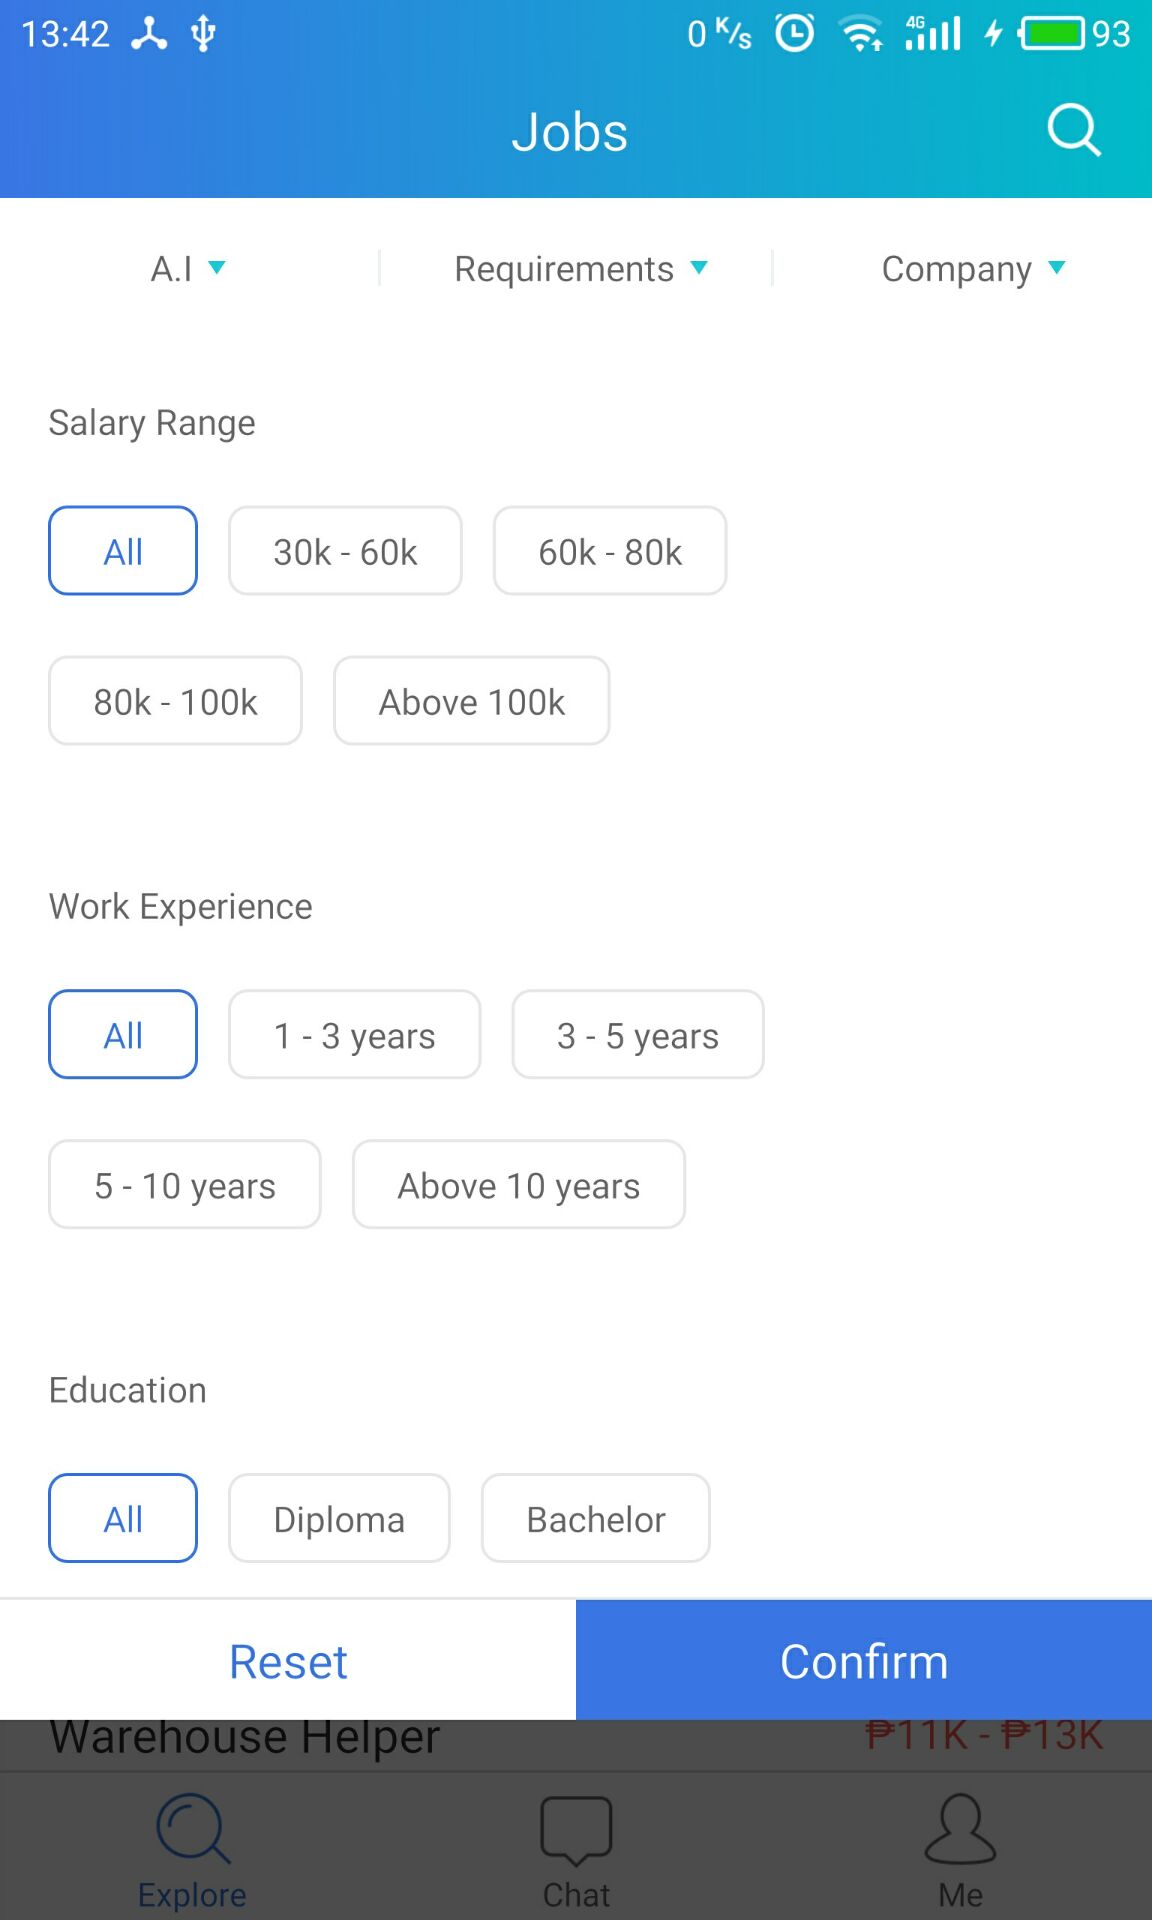 13:42 0 K/s 4G 93
Jobs
A.I Requirements Company
Salary Range
All 30k - 60k 60k - 80k
80k - 100k Above 100k
Work Experience
All 1 - 3 years 3 - 5 years
5 - 10 years Above 10 years
Education
All Diploma Bachelor
Reset Confirm
Warehouse Helper ₱11K - ₱13K
Explore Chat Me